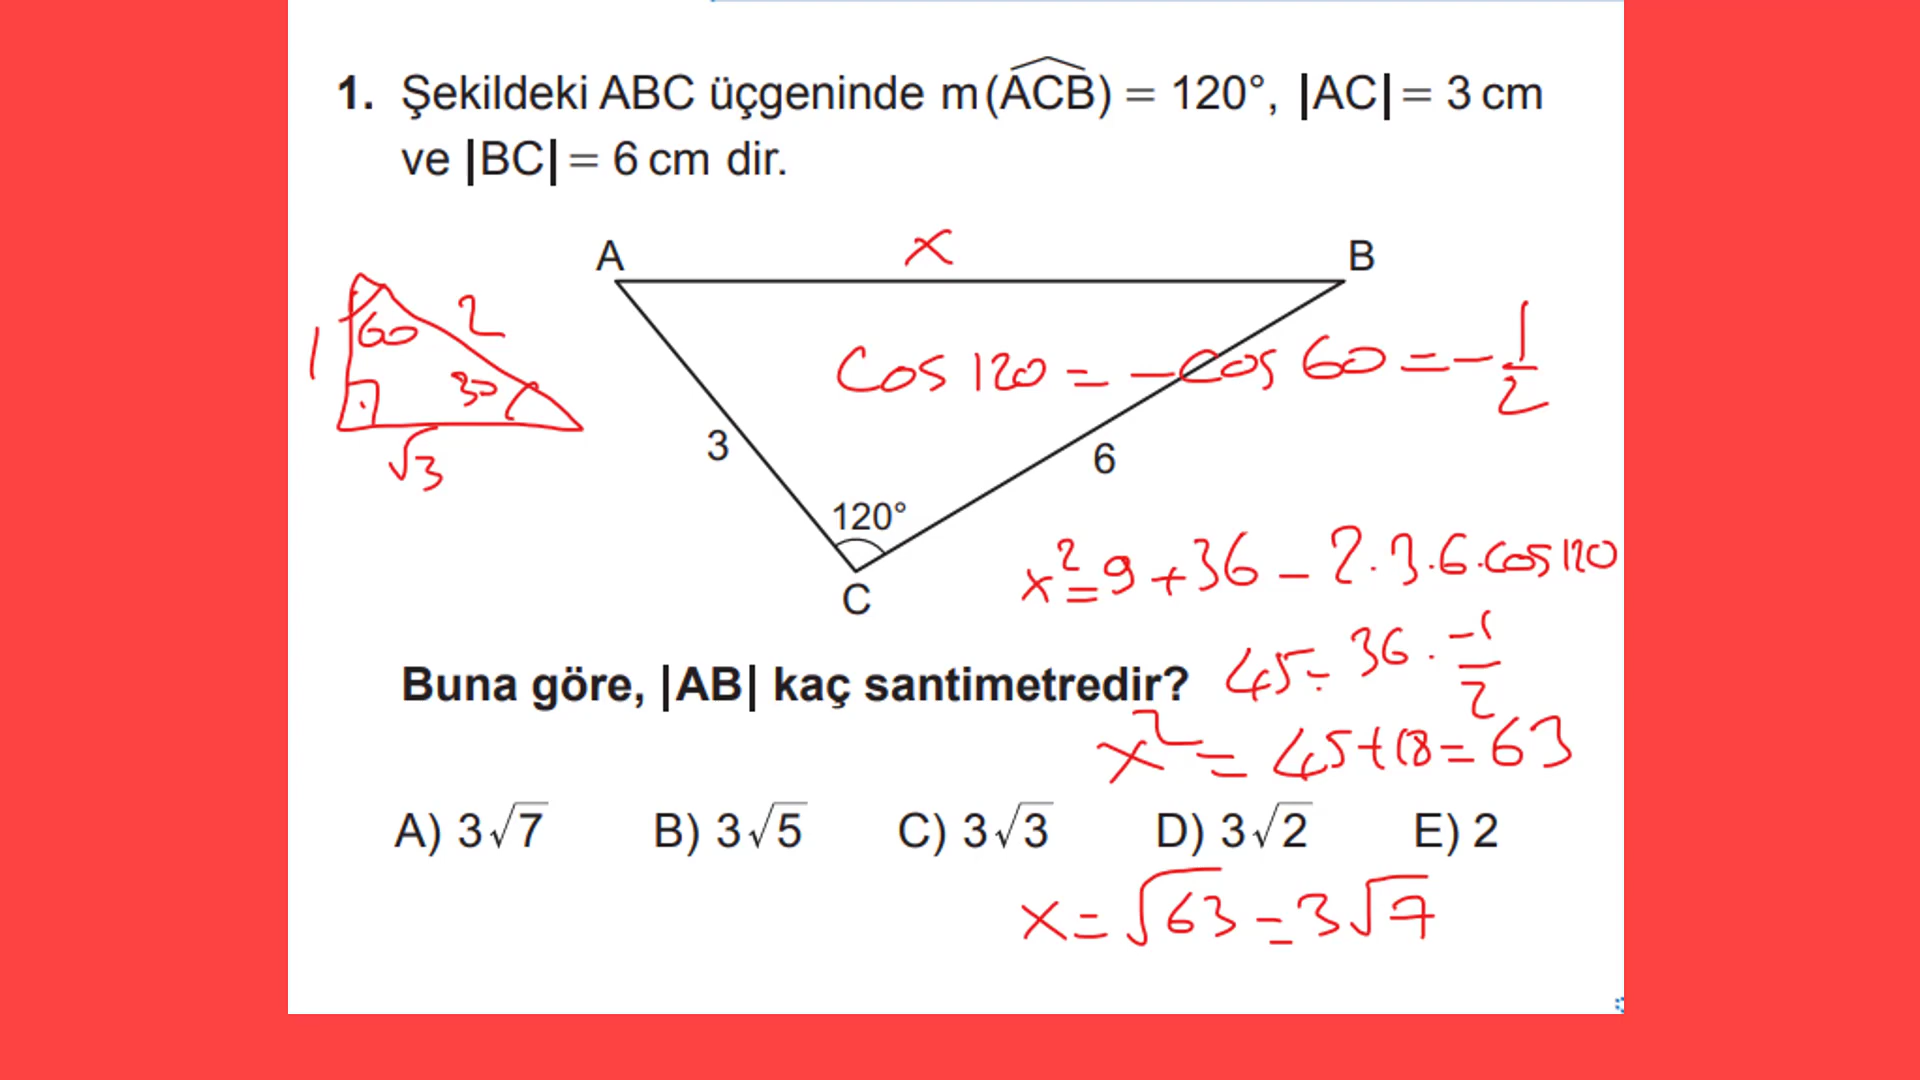 1. Şekildeki ABC üçgeninde m(ACB) = 120°, |AC| = 3 cm
ve |BC| = 6 cm dir.
A
x
B
1
60
2
30
√3
Cos 120 = -Cos 60 = -1/2
3
6
120°
C
x² = 9 + 36 - 2.3.6.cos 120
Buna göre, |AB| kaç santimetredir?
45 - 36 . -1/2
x² = 45 + 18 = 63
A) 3√7 B) 3√5 C) 3√3 D) 3√2 E) 2
x = √63 = 3√7